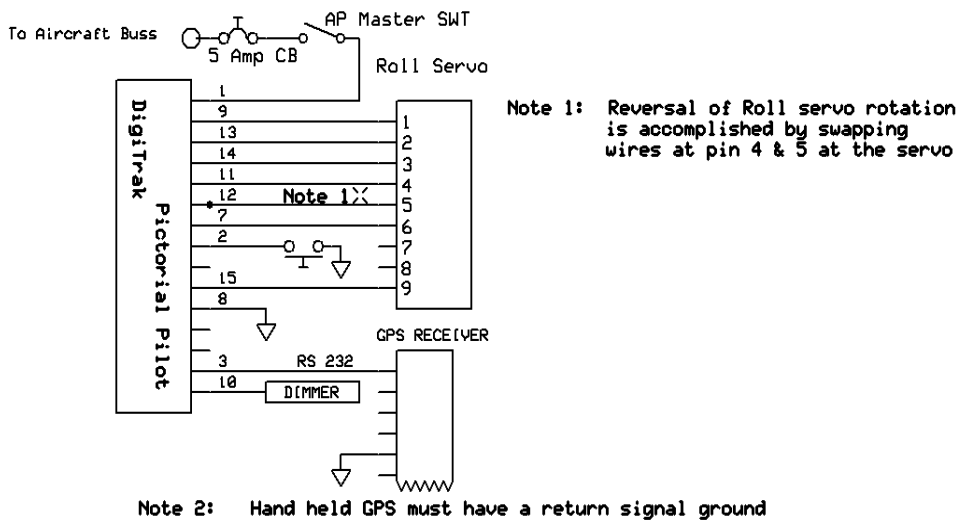 AP Master SWT
To Aircraft Buss
5 Amp CB
Roll Servo
DigiTrak
Pictorial Pilot
1
9
13
14
11
12
7
2
15
8
3
10
Note 1
RS 232
DIMMER
1
2
3
4
5
6
7
8
9
GPS RECEIVER
Note 1: Reversal of Roll servo rotation
is accomplished by swapping
wires at pin 4 & 5 at the servo
Note 2: Hand held GPS must have a return signal ground